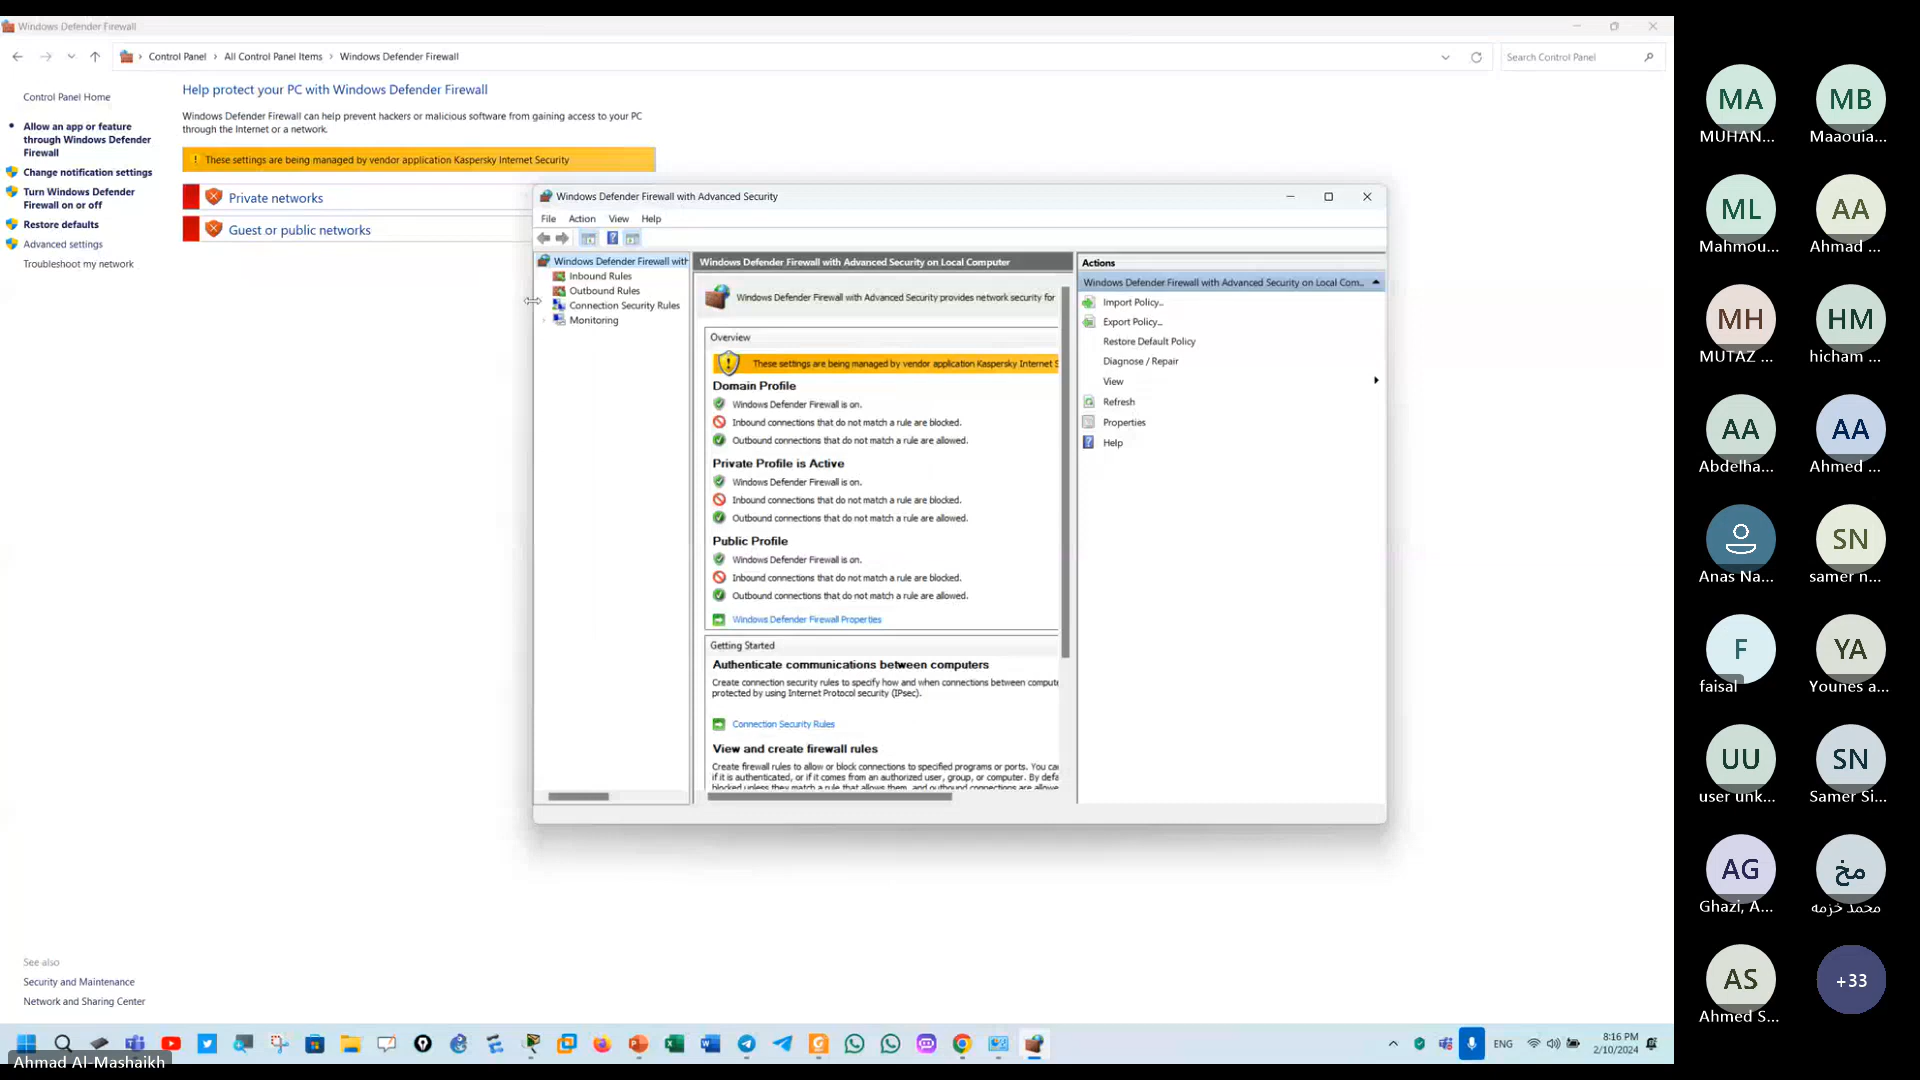 Windows Defender Firewall
Control Panel › All Control Panel Items › Windows Defender Firewall
Search Control Panel
Control Panel Home
Allow an app or feature
through Windows Defender
Firewall
Change notification settings
Turn Windows Defender
Firewall on or off
Restore defaults
Advanced settings
Troubleshoot my network
See also
Security and Maintenance
Network and Sharing Center
Help protect your PC with Windows Defender Firewall
Windows Defender Firewall can help prevent hackers or malicious software from gaining access to your PC
through the Internet or a network.
These settings are being managed by vendor application Kaspersky Internet Security
Private networks
Guest or public networks
Windows Defender Firewall with Advanced Security
File Action View Help
Windows Defender Firewall with
Inbound Rules
Outbound Rules
Connection Security Rules
Monitoring
Windows Defender Firewall with Advanced Security on Local Computer
Windows Defender Firewall with Advanced Security provides network security for
Overview
These settings are being managed by vendor application Kaspersky Internet S
Domain Profile
Windows Defender Firewall is on.
Inbound connections that do not match a rule are blocked.
Outbound connections that do not match a rule are allowed.
Private Profile is Active
Windows Defender Firewall is on.
Inbound connections that do not match a rule are blocked.
Outbound connections that do not match a rule are allowed.
Public Profile
Windows Defender Firewall is on.
Inbound connections that do not match a rule are blocked.
Outbound connections that do not match a rule are allowed.
Windows Defender Firewall Properties
Getting Started
Authenticate communications between computers
Create connection security rules to specify how and when connections between compute
protected by using Internet Protocol security (IPsec).
Connection Security Rules
View and create firewall rules
Create firewall rules to allow or block connections to specified programs or ports. You ca
if it is authenticated, or if it comes from an authorized user, group, or computer. By defa
blocked unless they match a rule that allows them, and outbound connections are allowe
Actions
Windows Defender Firewall with Advanced Security on Local Com...
Import Policy...
Export Policy...
Restore Default Policy
Diagnose / Repair
View
Refresh
Properties
Help
MA MB
MUHAN... Maaouia...
ML AA
Mahmou... Ahmad ...
MH HM
MUTAZ ... hicham ...
AA AA
Abdelha... Ahmed ...
SN
Anas Na... samer n...
F YA
faisal Younes a...
UU SN
user unk... Samer Si...
AG مخ
Ghazi, A... محمد خزمه
AS +33
Ahmed S...
ENG
8:16 PM
2/10/2024
Ahmad Al-Mashaikh